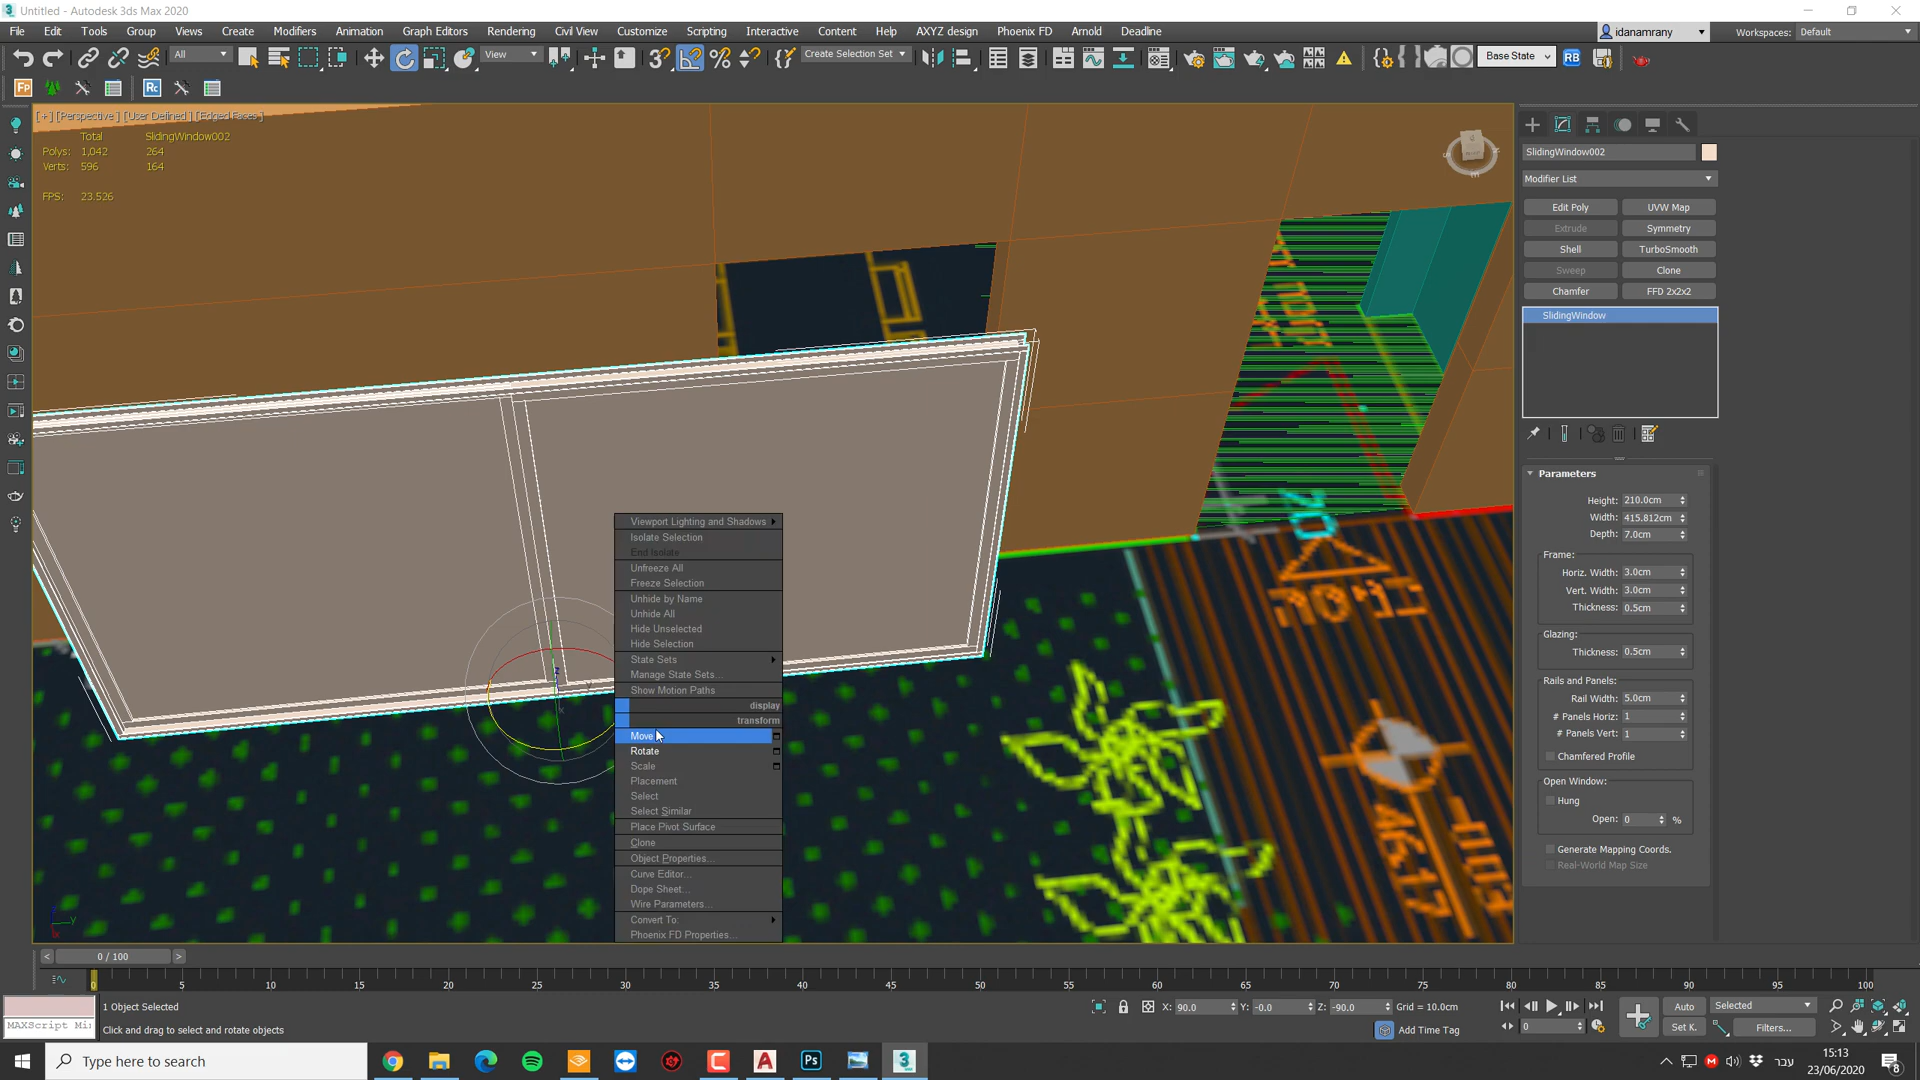 Untitled - Autodesk 3ds Max 2020
File Edit Tools Group Views Create Modifiers Animation Graph Editors Rendering Civil View Customize Scripting Interactive Content Help AXYZ design Phoenix FD Arnold Deadline
idanamrany
Workspaces: Default
All
View
Create Selection Set
Base State
RB
Fp
Rc
[+] [Perspective] [User Defined] [Edged Faces]
Total SlidingWindow002
Polys: 1,042 264
Verts: 596 164
FPS: 23.526
SlidingWindow002
Modifier List
Edit Poly UVW Map
Extrude Symmetry
Shell TurboSmooth
Sweep Clone
Chamfer FFD 2x2x2
SlidingWindow
Parameters
Height: 210.0cm
Width: 415.812cm
Depth: 7.0cm
Frame:
Horiz. Width: 3.0cm
Vert. Width: 3.0cm
Thickness: 0.5cm
Glazing:
Thickness: 0.5cm
Rails and Panels:
Rail Width: 5.0cm
# Panels Horiz: 1
# Panels Vert: 1
Chamfered Profile
Open Window:
Hung
Open: 0 %
Generate Mapping Coords.
Real-World Map Size
Viewport Lighting and Shadows
Isolate Selection
End Isolate
Unfreeze All
Freeze Selection
Unhide by Name
Unhide All
Hide Unselected
Hide Selection
State Sets
Manage State Sets...
Show Motion Paths
display
transform
Move
Rotate
Scale
Placement
Select
Select Similar
Place Pivot Surface
Clone
Object Properties...
Curve Editor...
Dope Sheet...
Wire Parameters...
Convert To:
Phoenix FD Properties...
0 / 100
0 5 10 15 20 25 30 35 40 45 50 55 60 65 70 75 80 85 90 95 100
1 Object Selected
X: 90.0 Y: -0.0 Z: -90.0 Grid = 10.0cm
Auto Selected
MAXScript Mi:
Click and drag to select and rotate objects
Add Time Tag
0
Set K. Filters...
Type here to search
Ps
3
עבר
15:13
23/06/2020
8